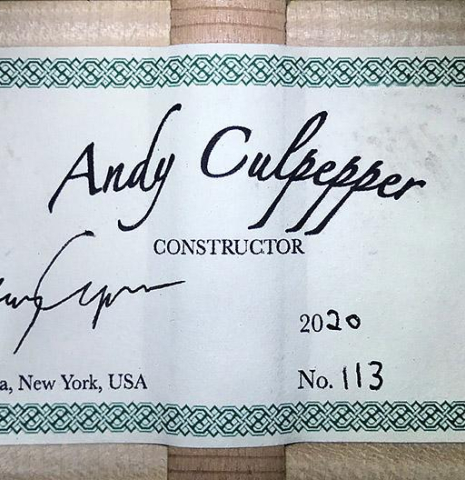 Andy Culpepper
CONSTRUCTOR
2020
New York, USA
No. 113